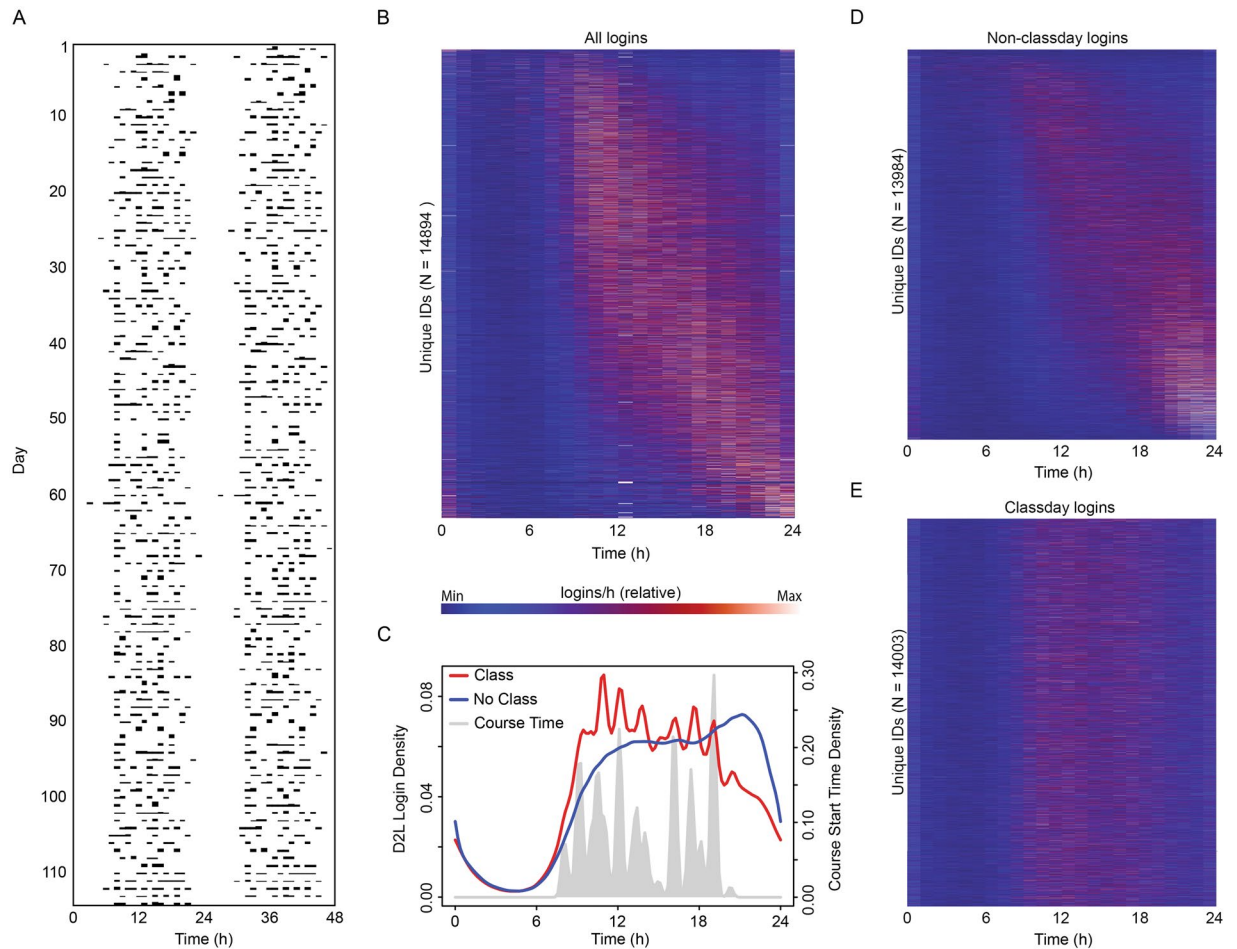 A
1
10
20
30
40
50
60
70
80
90
100
110
Day
0 12 24 36 48
Time (h)
B
All logins
Unique IDs (N = 14894 )
0 6 12 18 24
Time (h)
Min logins/h (relative) Max
C
Class
No Class
Course Time
D2L Login Density
0.08
0.04
0.00
0.30
0.20
0.10
0.00
Course Start Time Density
0 6 12 18 24
Time (h)
D
Non-classday logins
Unique IDs (N = 13984)
0 6 12 18 24
Time (h)
E
Classday logins
Unique IDs (N = 14003)
0 6 12 18 24
Time (h)